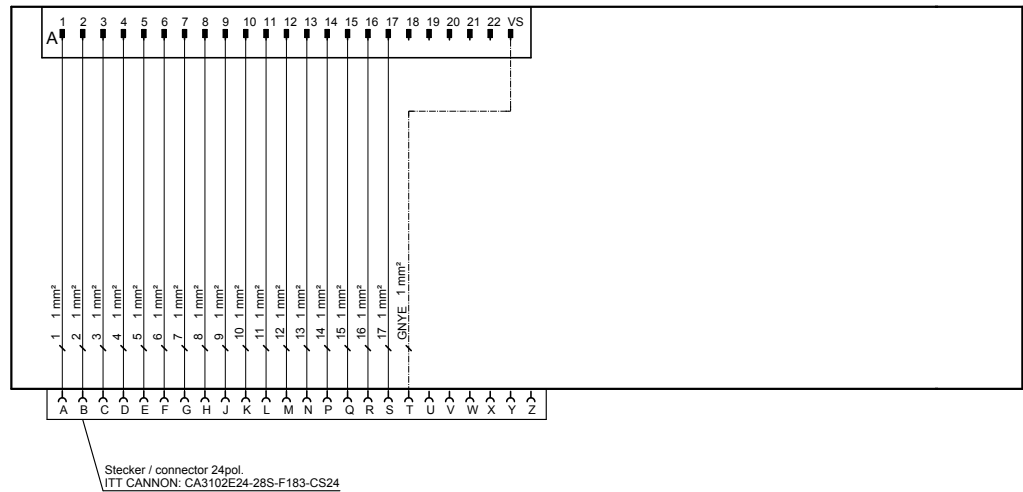 1 2 3 4 5 6 7 8 9 10 11 12 13 14 15 16 17 18 19 20 21 22 VS
A
1 1 mm²
2 1 mm²
3 1 mm²
4 1 mm²
5 1 mm²
6 1 mm²
7 1 mm²
8 1 mm²
9 1 mm²
10 1 mm²
11 1 mm²
12 1 mm²
13 1 mm²
14 1 mm²
15 1 mm²
16 1 mm²
17 1 mm²
GNYE 1 mm²
A B C D E F G H J K L M N P Q R S T U V W X Y Z
Stecker / connector 24pol.
ITT CANNON: CA3102E24-28S-F183-CS24